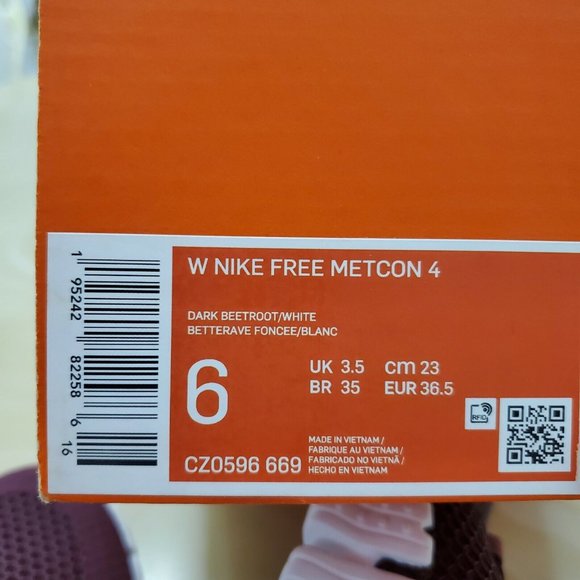 W NIKE FREE METCON 4
DARK BEETROOT/WHITE
BETTERAVE FONCEE/BLANC
6
UK 3.5 cm 23
BR 35 EUR 36.5
RFID
MADE IN VIETNAM /
FABRIQUE AU VIETNAM /
FABRICADO NO VIETNÃ /
HECHO EN VIETNAM
CZ0596 669
1 95242 82258 6 16